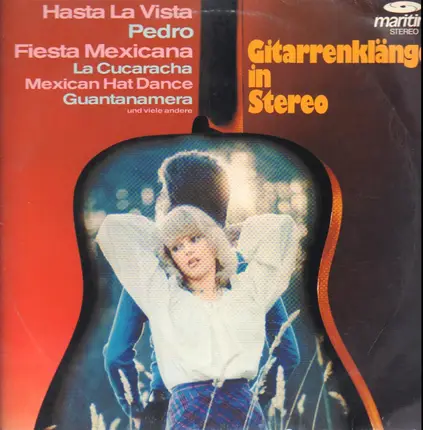 Hasta La Vista
Pedro
Fiesta Mexicana
La Cucaracha
Mexican Hat Dance
Guantanamera
und viele andere
maritim
STEREO
Gitarrenklänge
in
Stereo